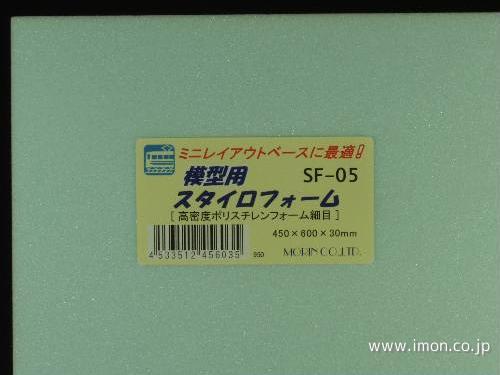 ミニレイアウトベースに最適!
模型用 SF-05
スタイロフォーム
[ 高密度ポリスチレンフォーム細目 ]
450×600×30mm
4 533512 456035 950 MORIN CO.,LTD.
www.imon.co.jp